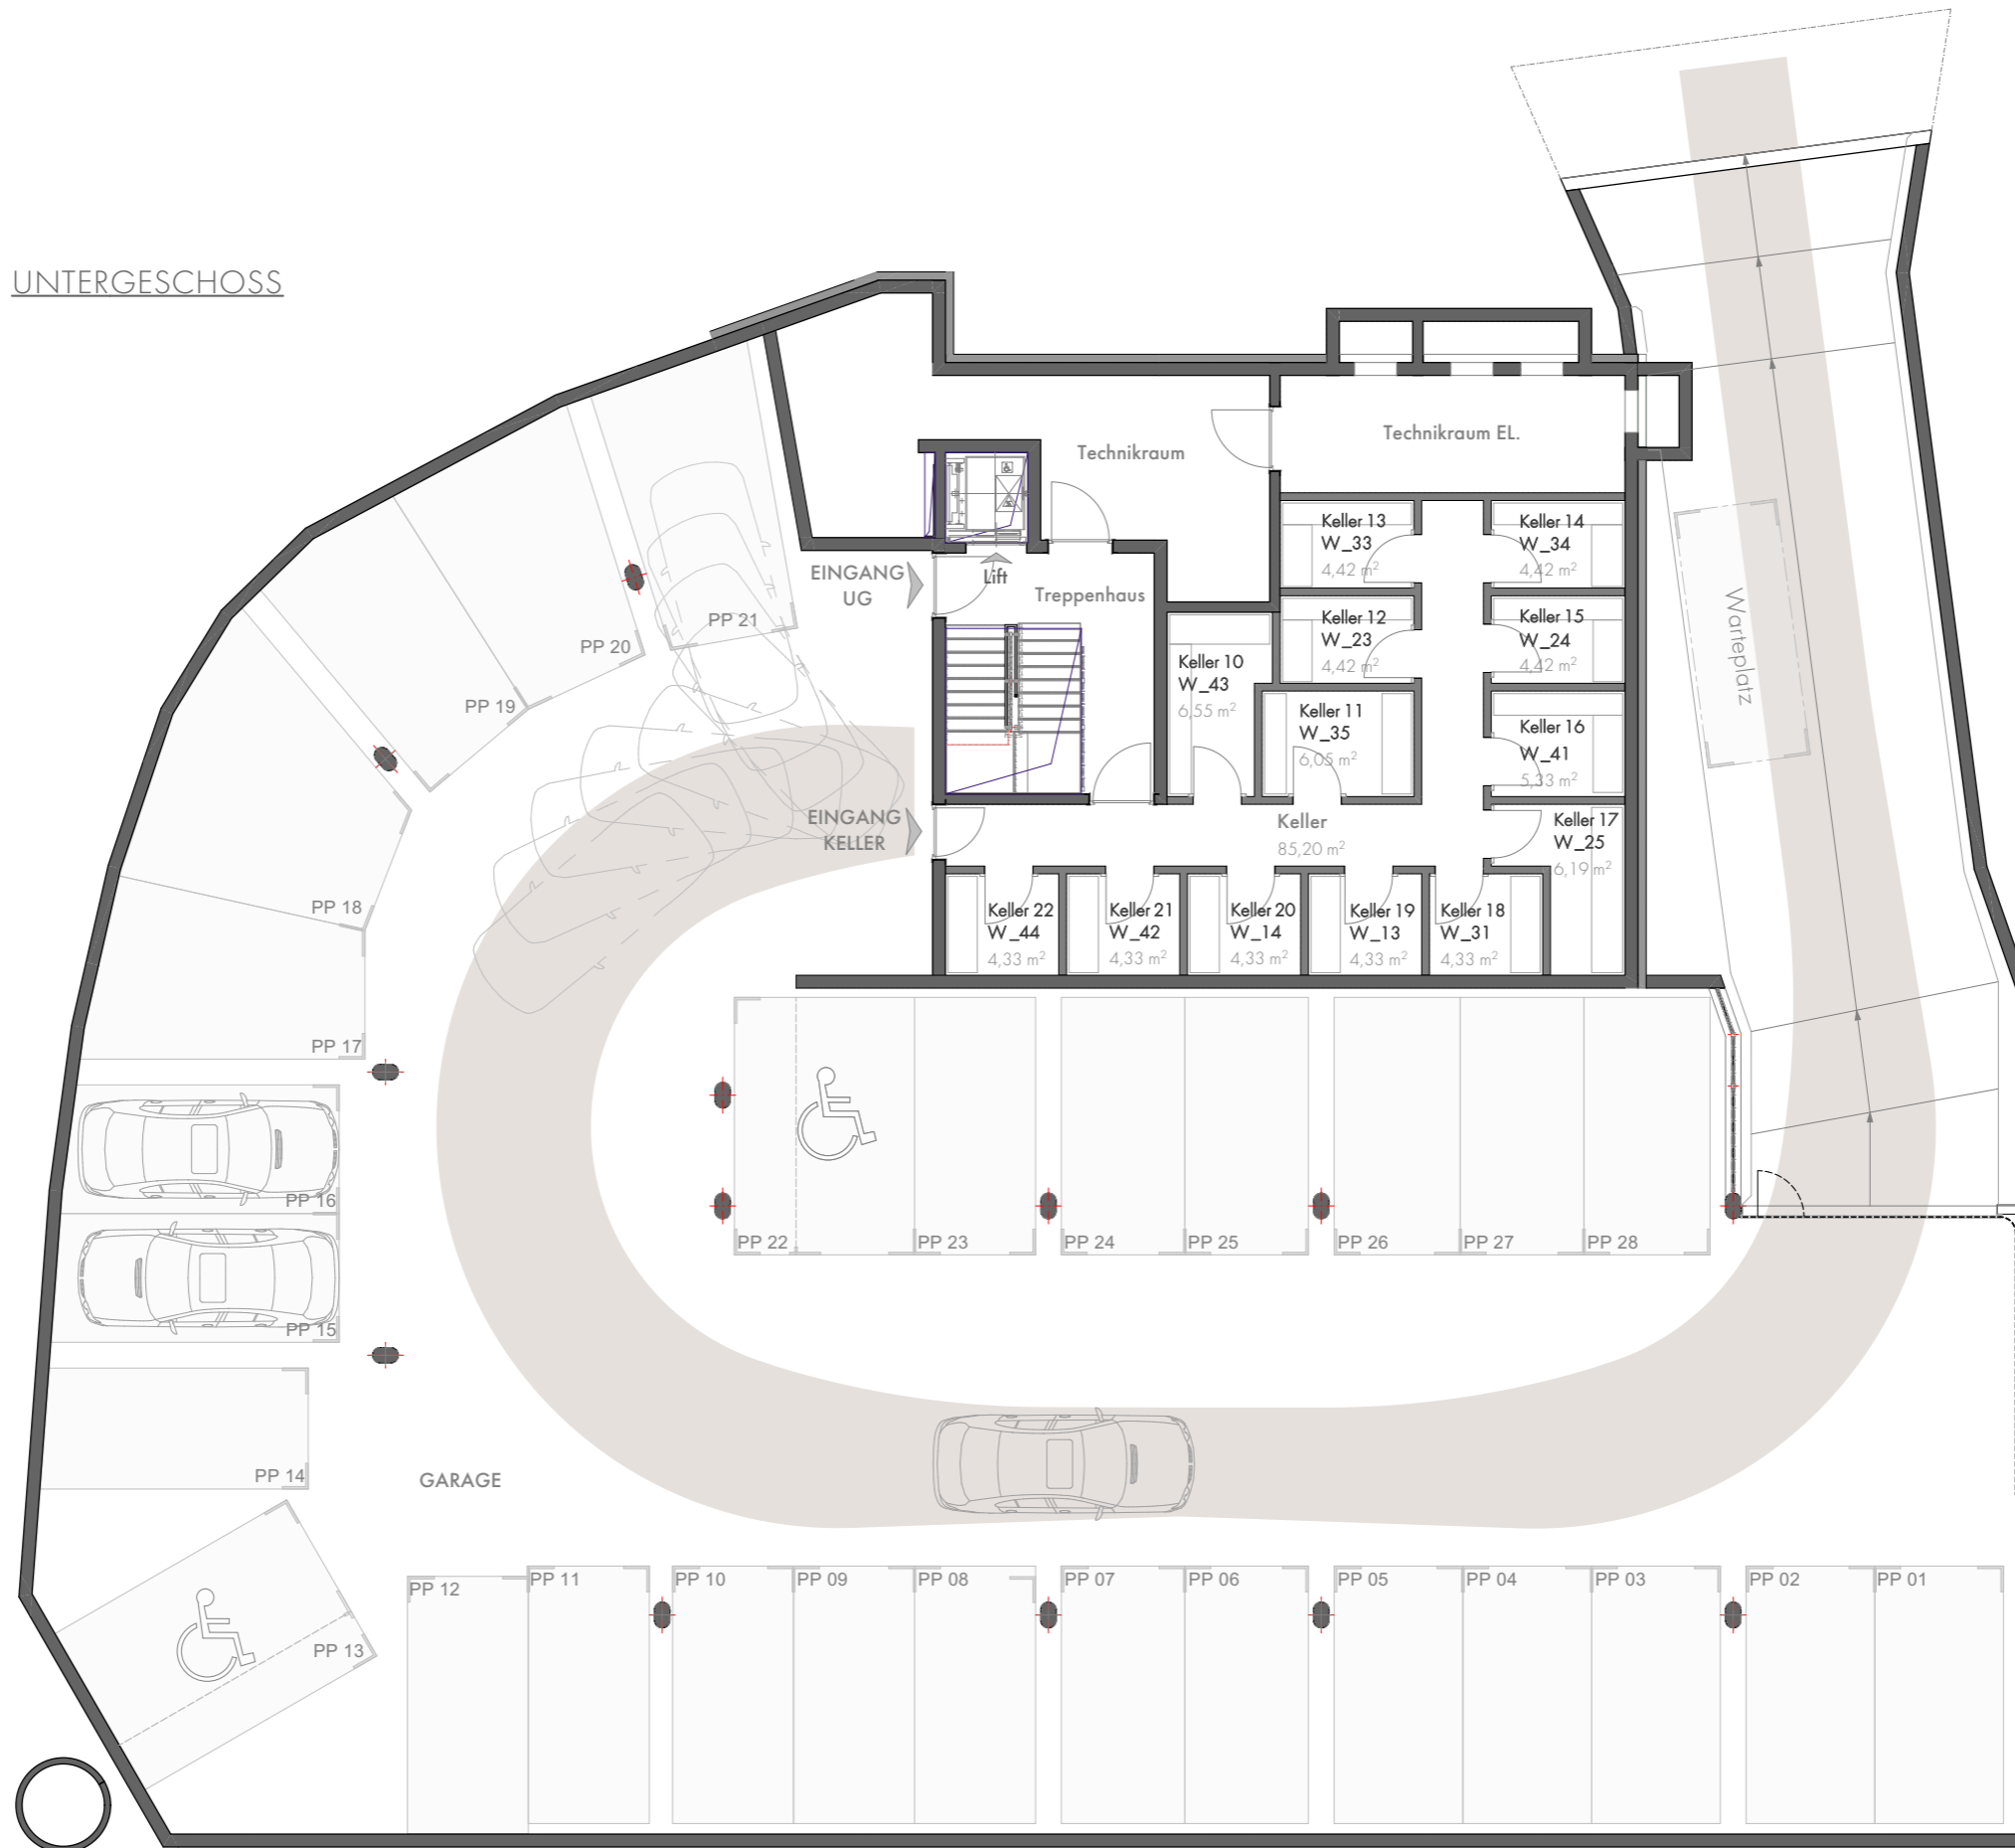 UNTERGESCHOSS
Technikraum
Technikraum EL.
Keller 13
W_33
4,42 m²
Keller 14
W_34
4,42 m²
EINGANG
UG
Lift
Treppenhaus
Keller 12
W_23
4,42 m²
Keller 15
W_24
4,42 m²
Warteplatz
PP 21
PP 20
PP 19
Keller 10
W_43
6,55 m²
Keller 11
W_35
6,05 m²
Keller 16
W_41
5,33 m²
EINGANG
KELLER
Keller
85,20 m²
Keller 17
W_25
6,19 m²
PP 18
Keller 22
W_44
4,33 m²
Keller 21
W_42
4,33 m²
Keller 20
W_14
4,33 m²
Keller 19
W_13
4,33 m²
Keller 18
W_31
4,33 m²
PP 17
PP 16
PP 22
PP 23
PP 24
PP 25
PP 26
PP 27
PP 28
PP 15
PP 14
GARAGE
PP 13
PP 12
PP 11
PP 10
PP 09
PP 08
PP 07
PP 06
PP 05
PP 04
PP 03
PP 02
PP 01